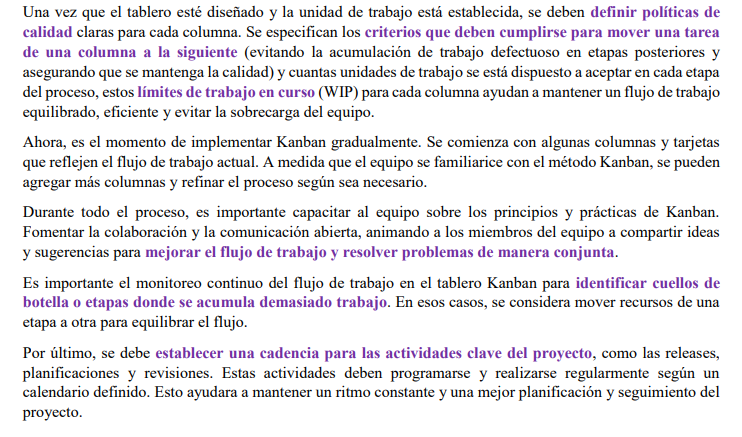 Una vez que el tablero esté diseñado y la unidad de trabajo está establecida, se deben definir políticas de
calidad claras para cada columna. Se especifican los criterios que deben cumplirse para mover una tarea
de una columna a la siguiente (evitando la acumulación de trabajo defectuoso en etapas posteriores y
asegurando que se mantenga la calidad) y cuantas unidades de trabajo se está dispuesto a aceptar en cada etapa
del proceso, estos límites de trabajo en curso (WIP) para cada columna ayudan a mantener un flujo de trabajo
equilibrado, eficiente y evitar la sobrecarga del equipo.
Ahora, es el momento de implementar Kanban gradualmente. Se comienza con algunas columnas y tarjetas
que reflejen el flujo de trabajo actual. A medida que el equipo se familiarice con el método Kanban, se pueden
agregar más columnas y refinar el proceso según sea necesario.
Durante todo el proceso, es importante capacitar al equipo sobre los principios y prácticas de Kanban.
Fomentar la colaboración y la comunicación abierta, animando a los miembros del equipo a compartir ideas
y sugerencias para mejorar el flujo de trabajo y resolver problemas de manera conjunta.
Es importante el monitoreo continuo del flujo de trabajo en el tablero Kanban para identificar cuellos de
botella o etapas donde se acumula demasiado trabajo. En esos casos, se considera mover recursos de una
etapa a otra para equilibrar el flujo.
Por último, se debe establecer una cadencia para las actividades clave del proyecto, como las releases,
planificaciones y revisiones. Estas actividades deben programarse y realizarse regularmente según un
calendario definido. Esto ayudara a mantener un ritmo constante y una mejor planificación y seguimiento del
proyecto.